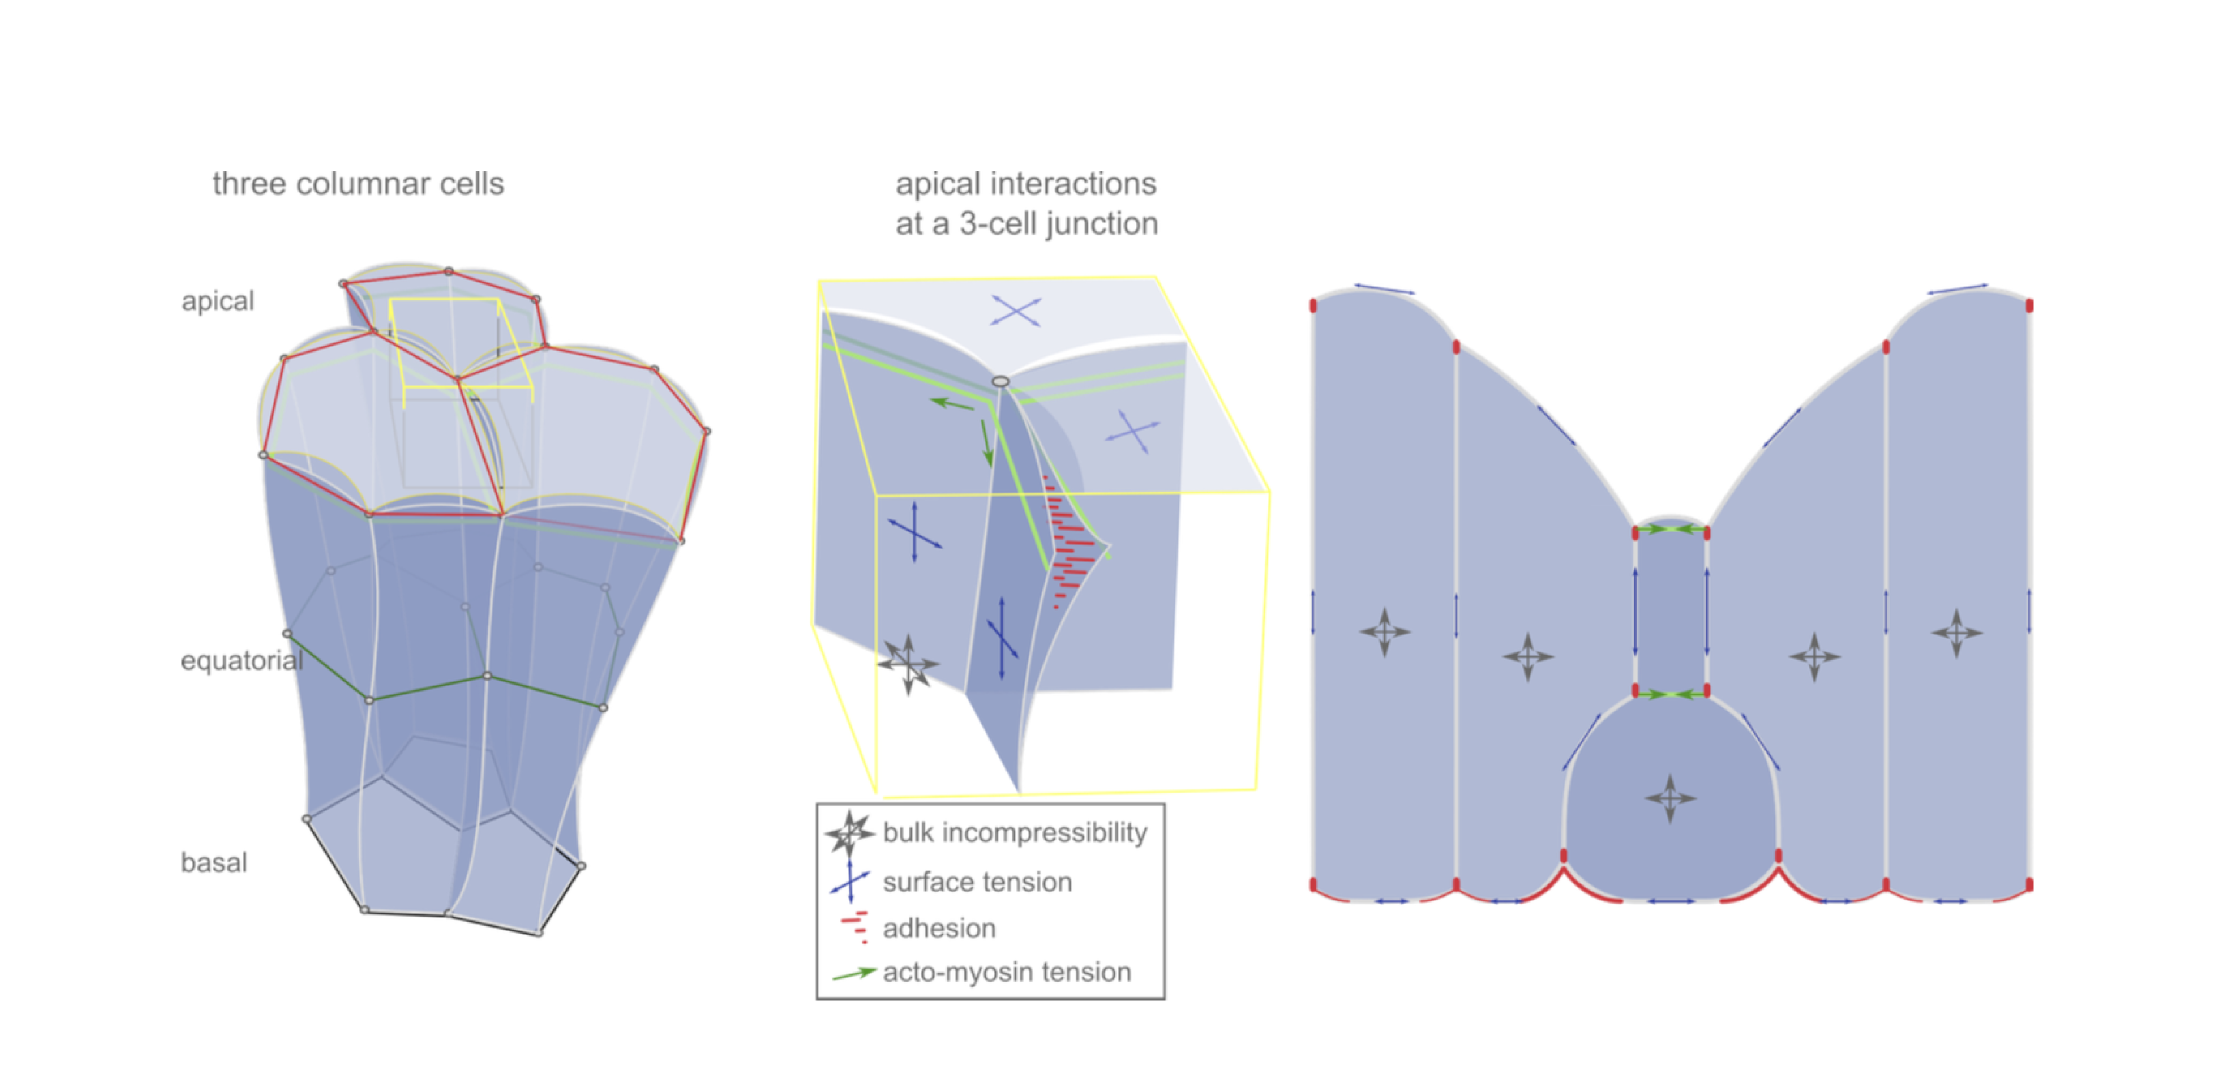 three columnar cells
apical interactions
at a 3-cell junction
apical
equatorial
basal
bulk incompressibility
surface tension
adhesion
acto-myosin tension